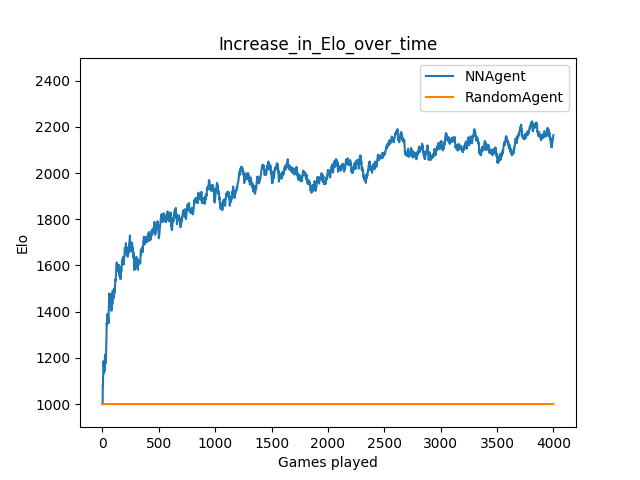 Increase_in_Elo_over_time
NNAgent
RandomAgent
2400
2200
2000
1800
1600
1400
1200
1000
Elo
0 500 1000 1500 2000 2500 3000 3500 4000
Games played